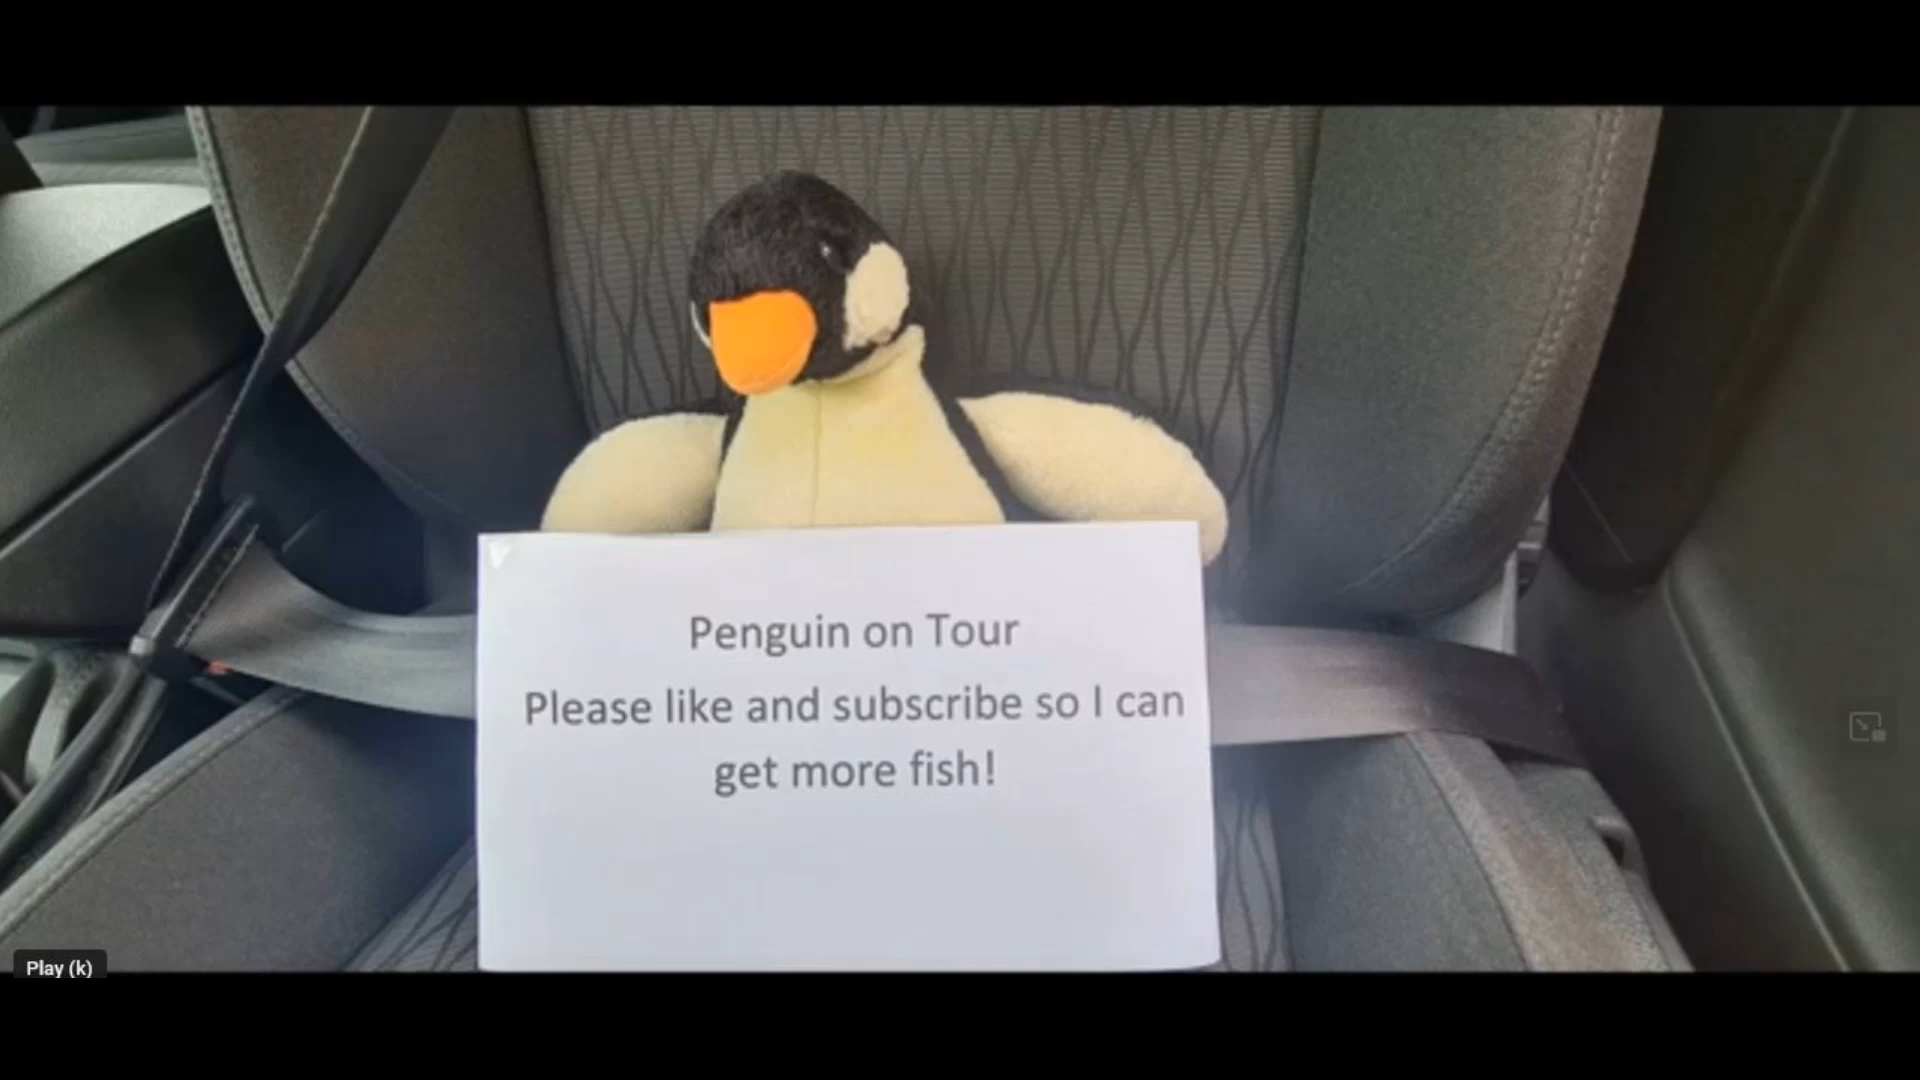 Penguin on Tour
Please like and subscribe so I can
get more fish!
Play (k)